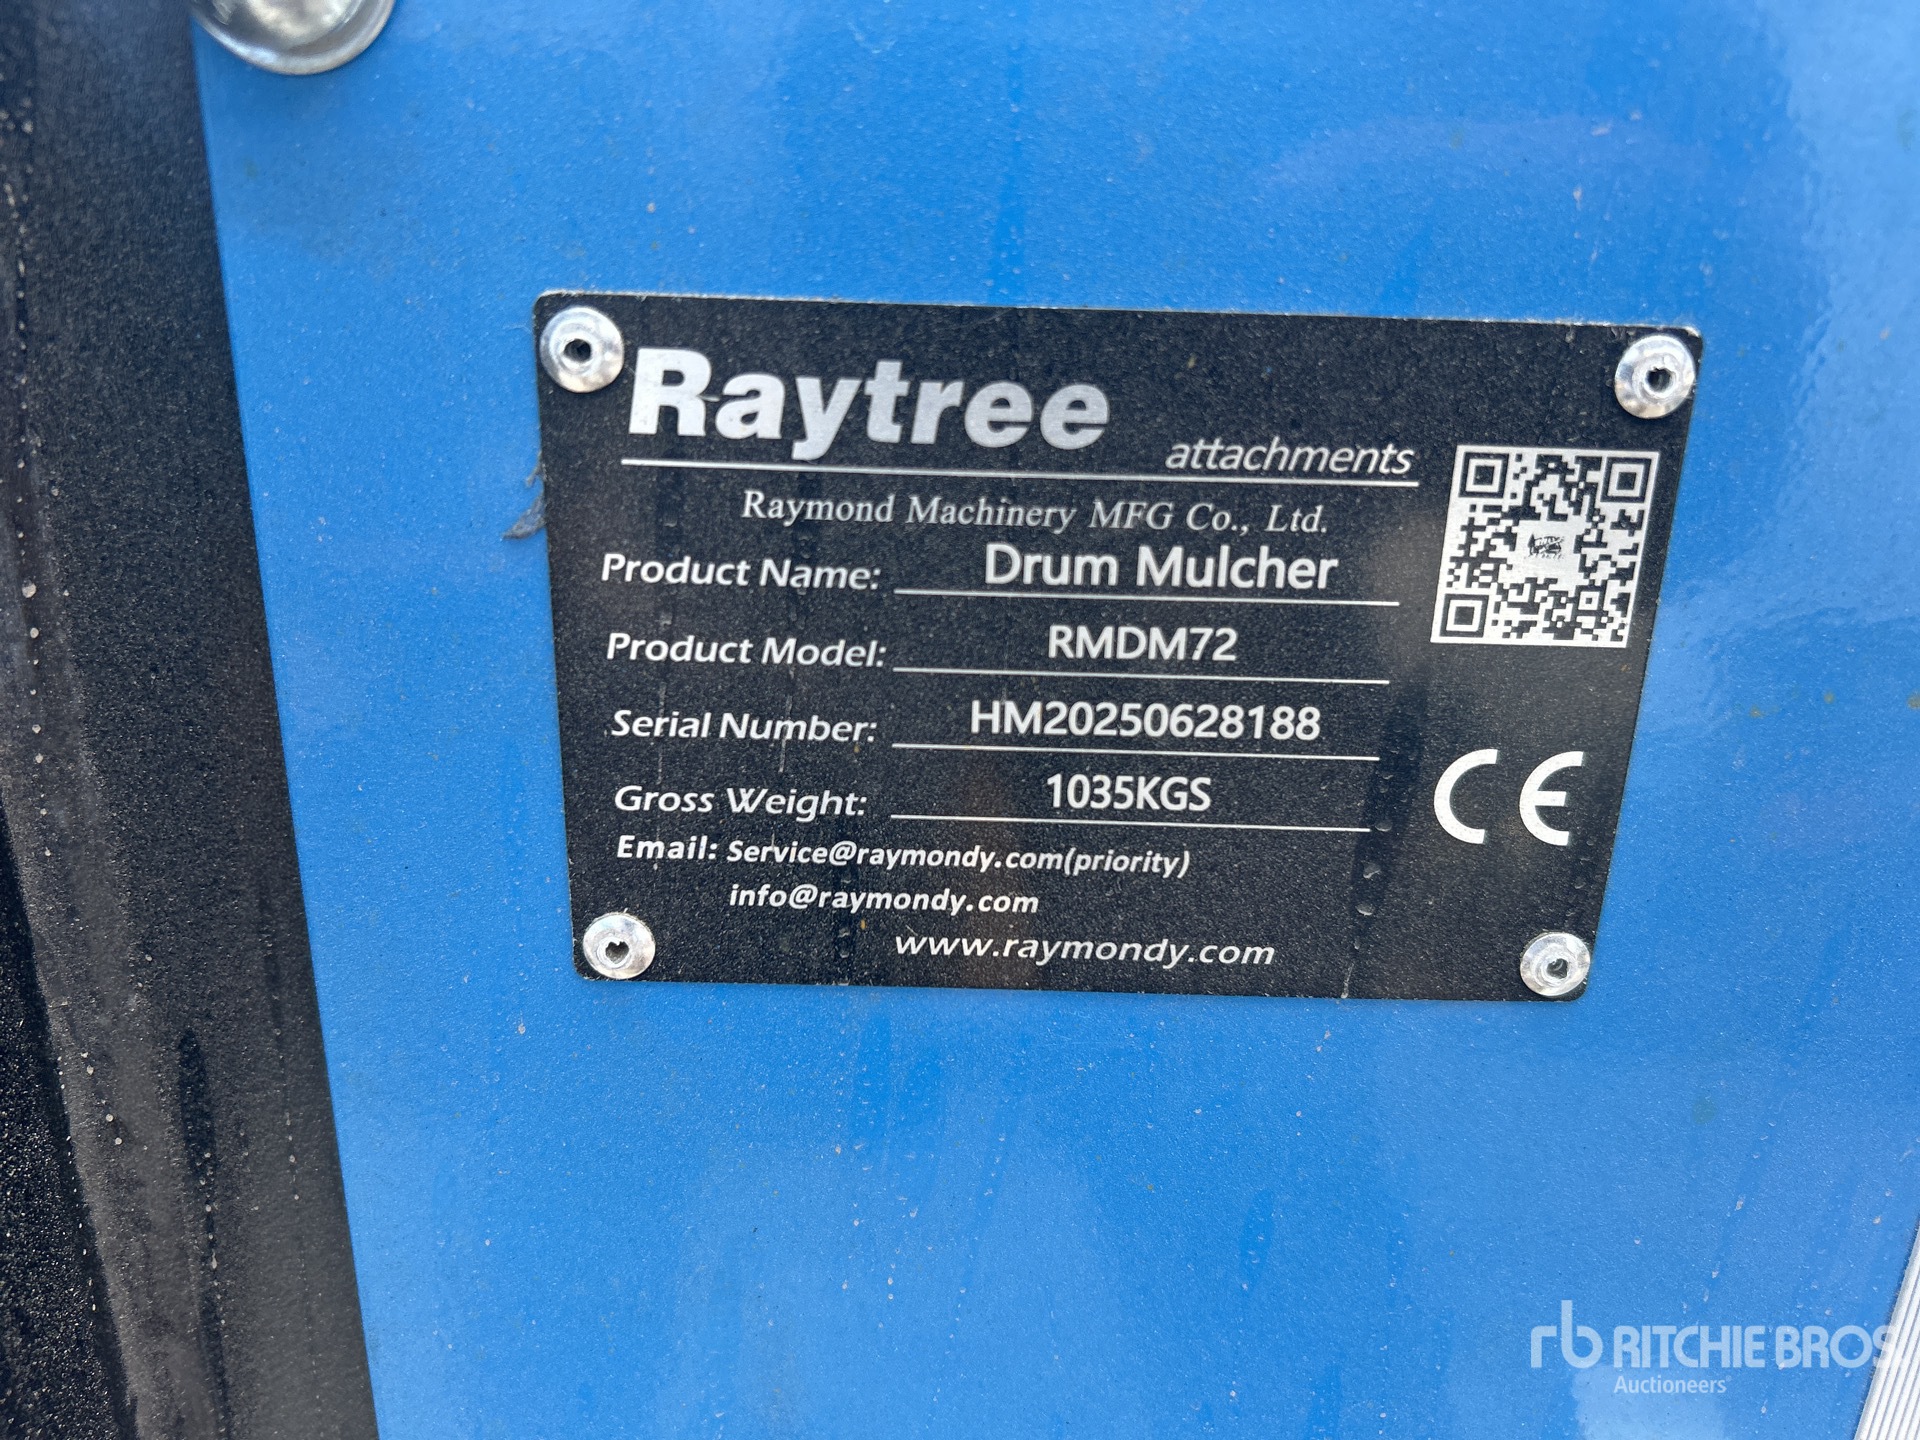 Raytree
attachments
Raymond Machinery MFG Co., Ltd.
Product Name: Drum Mulcher
Product Model: RMDM72
Serial Number: HM20250628188
Gross Weight: 1035KGS
Email: Service@raymondy.com(priority)
info@raymondy.com
www.raymondy.com
CE
rb RITCHIE BROS.
Auctioneers